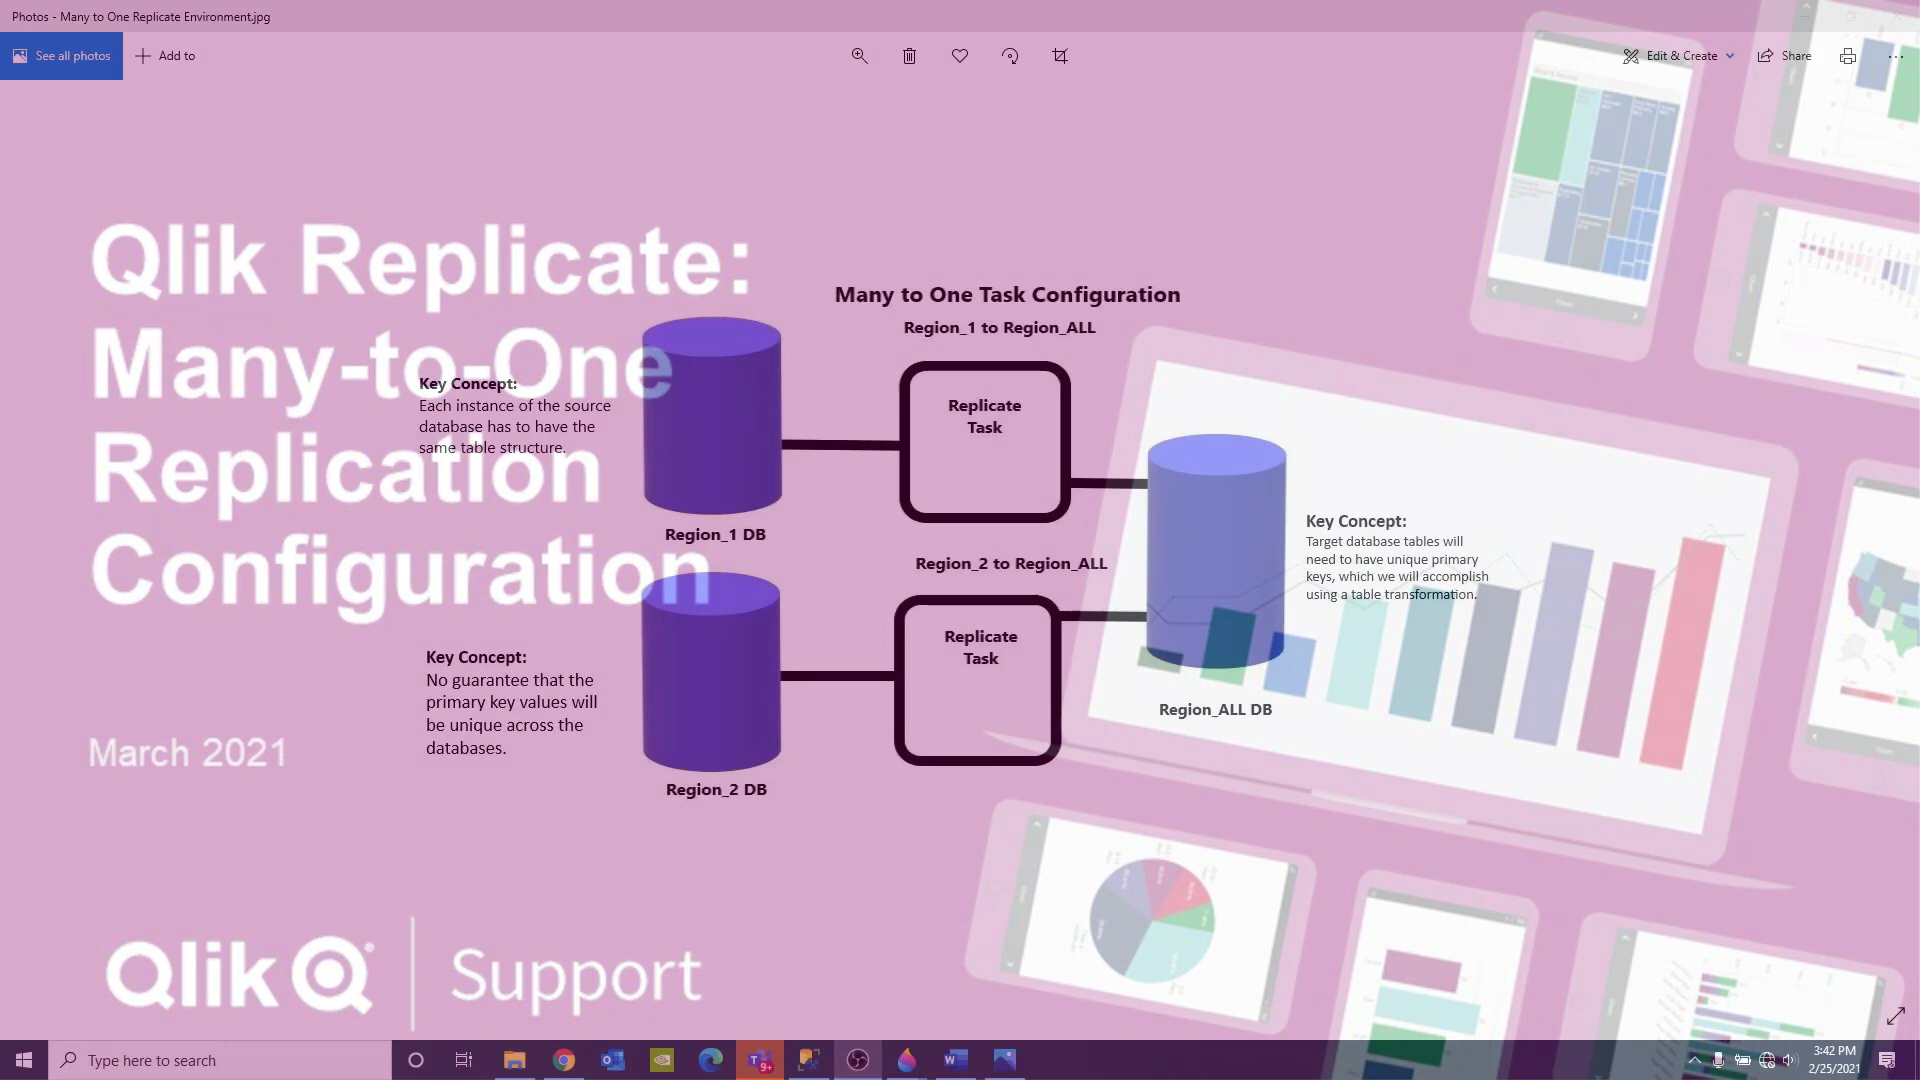 Photos - Many to One Replicate Environment.jpg
See all photos
Add to
Edit & Create
Share
Qlik Replicate:
Many-to-One
Replication
Configuration
March 2021
Many to One Task Configuration
Region_1 to Region_ALL
Key Concept:
Each instance of the source
database has to have the
same table structure.
Replicate
Task
Region_1 DB
Region_2 to Region_ALL
Key Concept:
Target database tables will
need to have unique primary
keys, which we will accomplish
using a table transformation.
Key Concept:
No guarantee that the
primary key values will
be unique across the
databases.
Replicate
Task
Region_ALL DB
Region_2 DB
Qlik Q ®
Support
Type here to search
T
9+
W
3:42 PM
2/25/2021